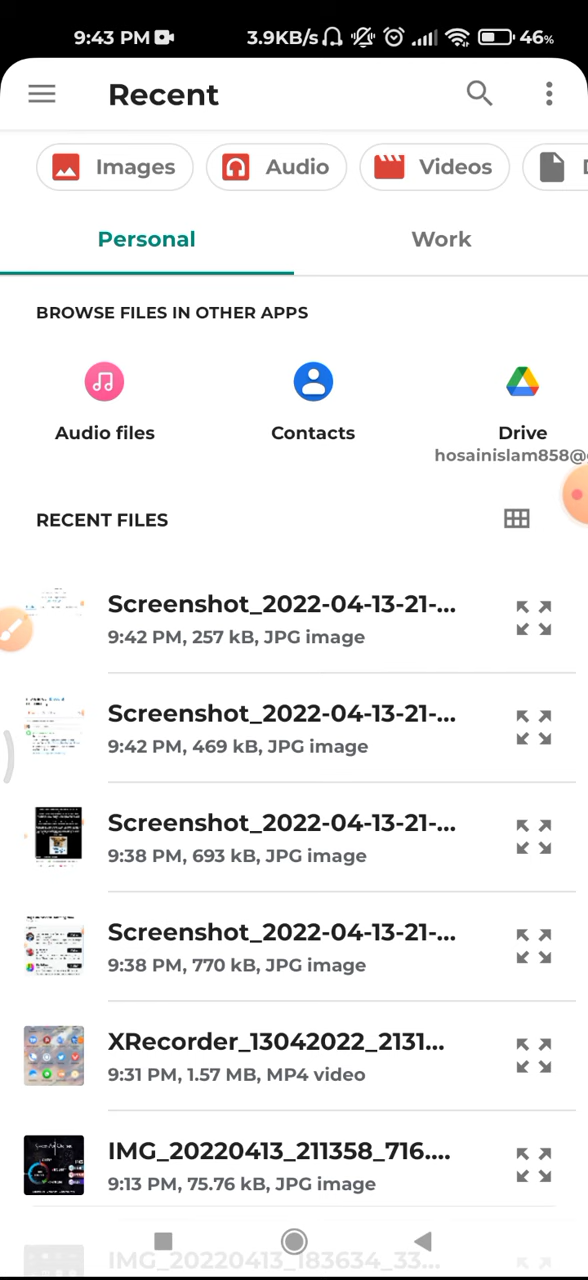 9:43 PM 3.9KB/s 46%
Recent
Images Audio Videos
Personal Work
BROWSE FILES IN OTHER APPS
Audio files Contacts Drive
hosainislam858@
RECENT FILES
Screenshot_2022-04-13-21-...
9:42 PM, 257 kB, JPG image
Screenshot_2022-04-13-21-...
9:42 PM, 469 kB, JPG image
Screenshot_2022-04-13-21-...
9:38 PM, 693 kB, JPG image
Screenshot_2022-04-13-21-...
9:38 PM, 770 kB, JPG image
XRecorder_13042022_2131...
9:31 PM, 1.57 MB, MP4 video
IMG_20220413_211358_716....
9:13 PM, 75.76 kB, JPG image
IMG_20220413_183634_33...